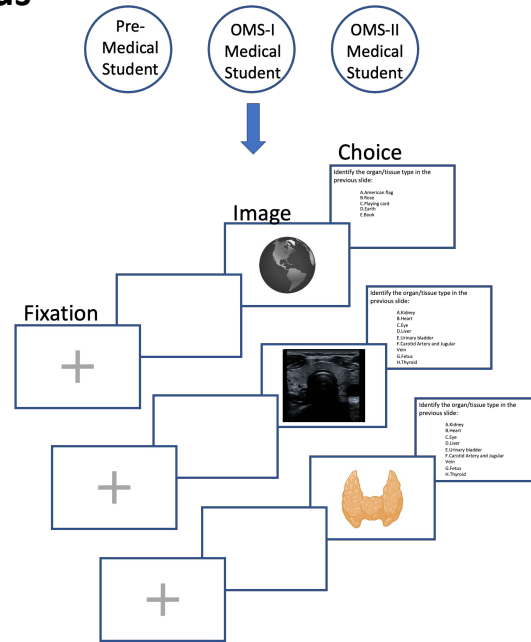 Pre-
Medical
Student
OMS-I
Medical
Student
OMS-II
Medical
Student
Choice
Identify the organ/tissue type in the
previous slide:
A.American flag
B.Rose
C.Playing card
D.Earth
E.Book
Image
Fixation
Identify the organ/tissue type in the
previous slide:
A.Kidney
B.Heart
C.Eye
D.Liver
E.Urinary bladder
F.Carotid Artery and Jugular
Vein
G.Fetus
H.Thyroid
Identify the organ/tissue type in the
previous slide:
A.Kidney
B.Heart
C.Eye
D.Liver
E.Urinary bladder
F.Carotid Artery and Jugular
Vein
G.Fetus
H.Thyroid